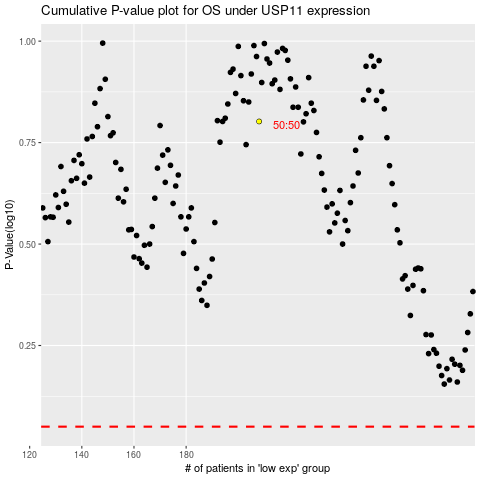 Cumulative P-value plot for OS under USP11 expression
1.00
0.75
0.50
0.25
P-Value(log10)
50:50
120 140 160 180
# of patients in 'low exp' group